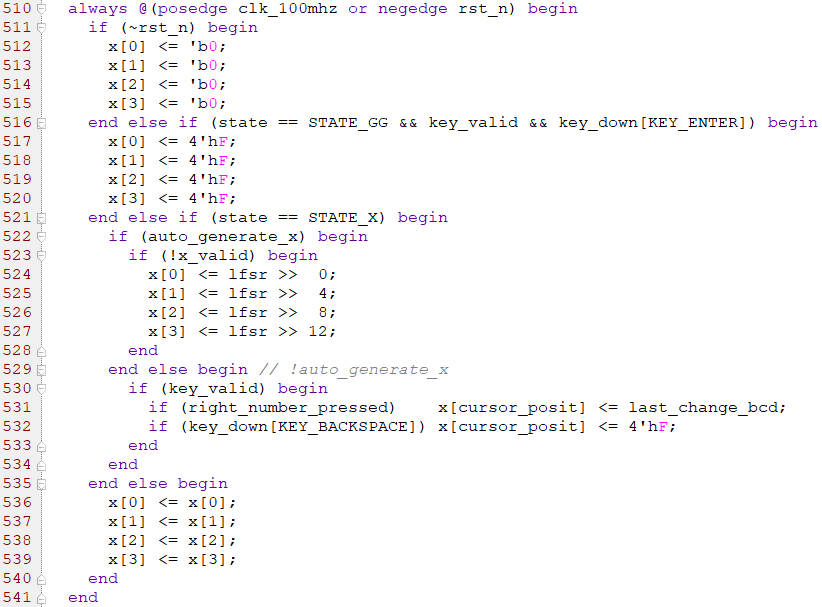 510 always @(posedge clk_100mhz or negedge rst_n) begin
511   if (~rst_n) begin
512     x[0] <= 'b0;
513     x[1] <= 'b0;
514     x[2] <= 'b0;
515     x[3] <= 'b0;
516   end else if (state == STATE_GG && key_valid && key_down[KEY_ENTER]) begin
517     x[0] <= 4'hF;
518     x[1] <= 4'hF;
519     x[2] <= 4'hF;
520     x[3] <= 4'hF;
521   end else if (state == STATE_X) begin
522     if (auto_generate_x) begin
523       if (!x_valid) begin
524         x[0] <= lfsr >>  0;
525         x[1] <= lfsr >>  4;
526         x[2] <= lfsr >>  8;
527         x[3] <= lfsr >> 12;
528       end
529     end else begin // !auto_generate_x
530       if (key_valid) begin
531         if (right_number_pressed)    x[cursor_posit] <= last_change_bcd;
532         if (key_down[KEY_BACKSPACE]) x[cursor_posit] <= 4'hF;
533       end
534     end
535   end else begin
536     x[0] <= x[0];
537     x[1] <= x[1];
538     x[2] <= x[2];
539     x[3] <= x[3];
540   end
541 end